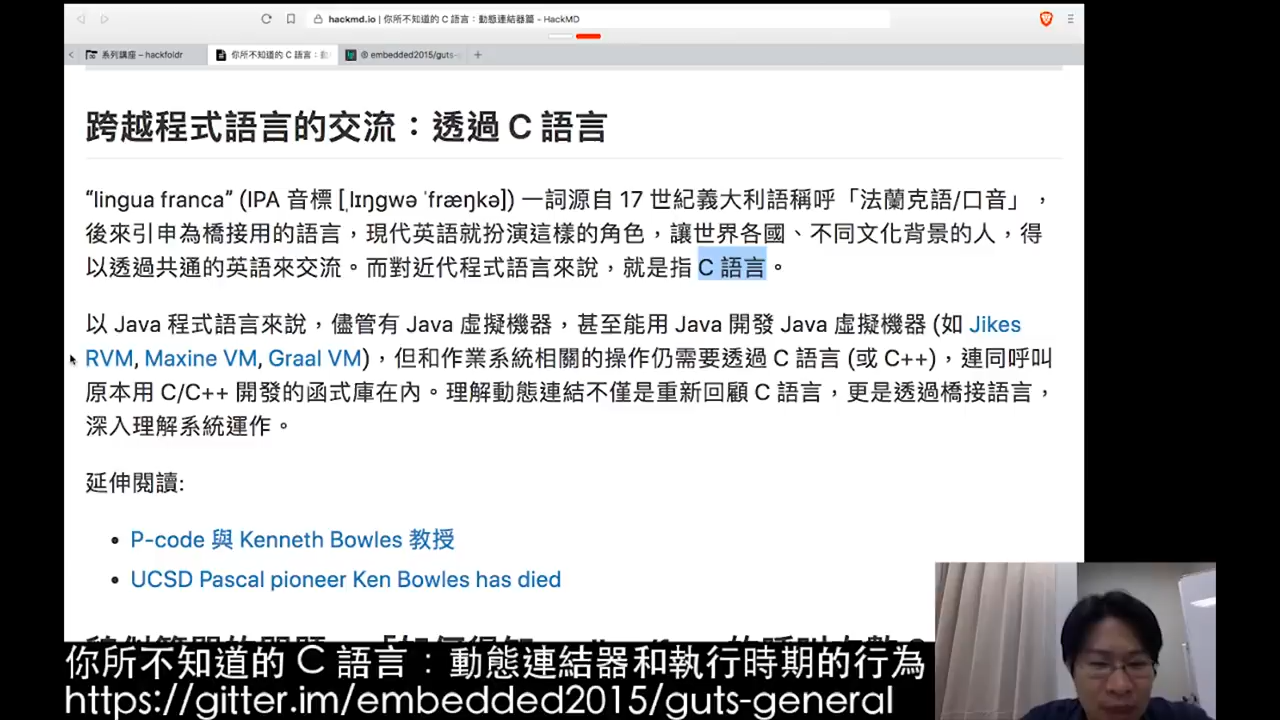 hackmd.io | 你所不知道的 C 語言：動態連結器篇 - HackMD
系列講座 – hackfoldr
你所不知道的 C 語言：動
embedded2015/guts-
跨越程式語言的交流：透過 C 語言
“lingua franca” (IPA 音標 [ˌlɪŋɡwə ˈfræŋkə]) 一詞源自 17 世紀義大利語稱呼「法蘭克語/口音」，
後來引申為橋接用的語言，現代英語就扮演這樣的角色，讓世界各國、不同文化背景的人，得
以透過共通的英語來交流。而對近代程式語言來說，就是指 C 語言。
以 Java 程式語言來說，儘管有 Java 虛擬機器，甚至能用 Java 開發 Java 虛擬機器 (如 Jikes
RVM, Maxine VM, Graal VM)，但和作業系統相關的操作仍需要透過 C 語言 (或 C++)，連同呼叫
原本用 C/C++ 開發的函式庫在內。理解動態連結不僅是重新回顧 C 語言，更是透過橋接語言，
深入理解系統運作。
延伸閱讀:
• P-code 與 Kenneth Bowles 教授
• UCSD Pascal pioneer Ken Bowles has died
你所不知道的 C 語言：動態連結器和執行時期的行為
https://gitter.im/embedded2015/guts-general